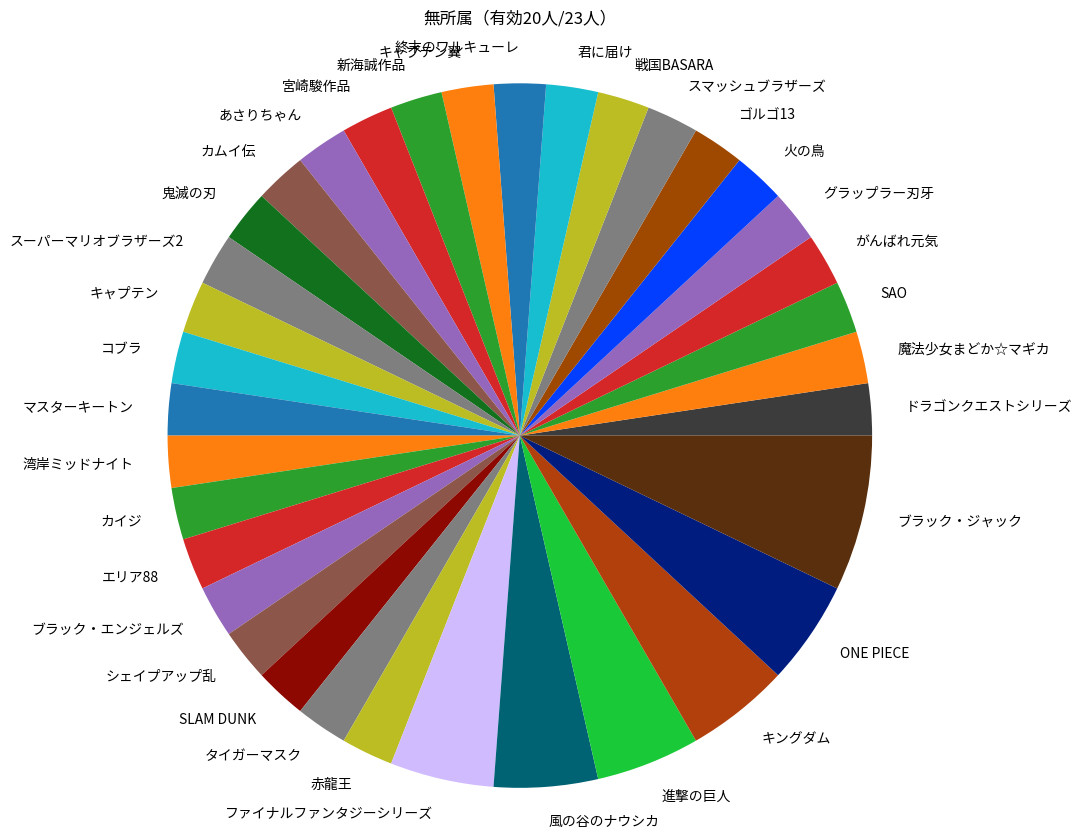 無所属（有効20人/23人）
終末のワルキューレ
君に届け
キャプテン翼
戦国BASARA
新海誠作品
スマッシュブラザーズ
宮崎駿作品
ゴルゴ13
あさりちゃん
火の鳥
カムイ伝
グラップラー刃牙
鬼滅の刃
がんばれ元気
スーパーマリオブラザーズ2
SAO
キャプテン
魔法少女まどか☆マギカ
コブラ
ドラゴンクエストシリーズ
マスターキートン
湾岸ミッドナイト
ブラック・ジャック
カイジ
エリア88
ブラック・エンジェルズ
ONE PIECE
シェイプアップ乱
SLAM DUNK
キングダム
タイガーマスク
赤龍王
進撃の巨人
ファイナルファンタジーシリーズ
風の谷のナウシカ